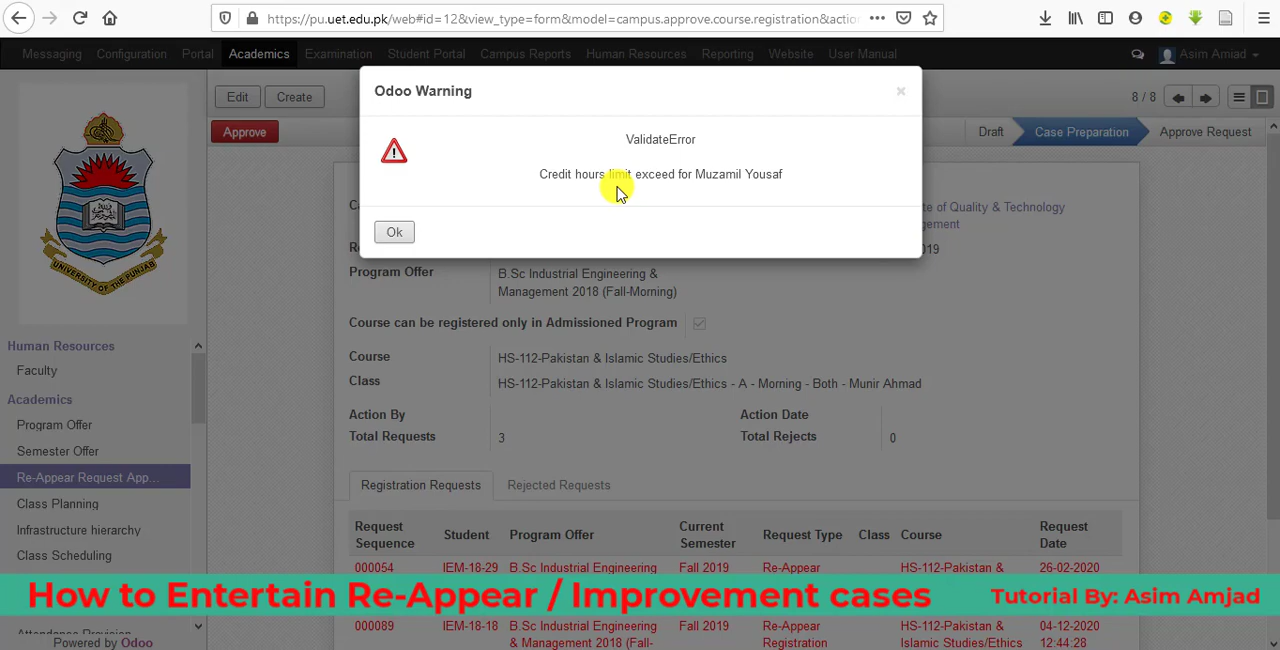 https://pu.uet.edu.pk/web#id=12&view_type=form&model=campus.approve.course.registration&actio
Messaging Configuration Portal Academics Examination Student Portal Campus Reports Human Resources Reporting Website User Manual Asim Amjad
UNIVERSITY OF THE PUNJAB
Human Resources
Faculty
Academics
Program Offer
Semester Offer
Re-Appear Request App...
Class Planning
Infrastructure hierarchy
Class Scheduling
Attendance Provision
Powered by Odoo
Edit Create 8 / 8
Approve Draft Case Preparation Approve Request
Odoo Warning ×
ValidateError
Credit hours limit exceed for Muzamil Yousaf
Ok
te of Quality & Technology
gement
19
Program Offer B.Sc Industrial Engineering &
Management 2018 (Fall-Morning)
Course can be registered only in Admissioned Program
Course HS-112-Pakistan & Islamic Studies/Ethics
Class HS-112-Pakistan & Islamic Studies/Ethics - A - Morning - Both - Munir Ahmad
Action By Action Date
Total Requests 3 Total Rejects 0
Registration Requests Rejected Requests
Request Sequence Student Program Offer Current Semester Request Type Class Course Request Date
000054 IEM-18-29 B.Sc Industrial Engineering Fall 2019 Re-Appear HS-112-Pakistan & 26-02-2020
How to Entertain Re-Appear / Improvement cases Tutorial By: Asim Amjad
000089 IEM-18-18 B.Sc Industrial Engineering Fall 2019 Re-Appear HS-112-Pakistan & 04-12-2020
& Management 2018 (Fall- Registration Islamic Studies/Ethics 12:44:28